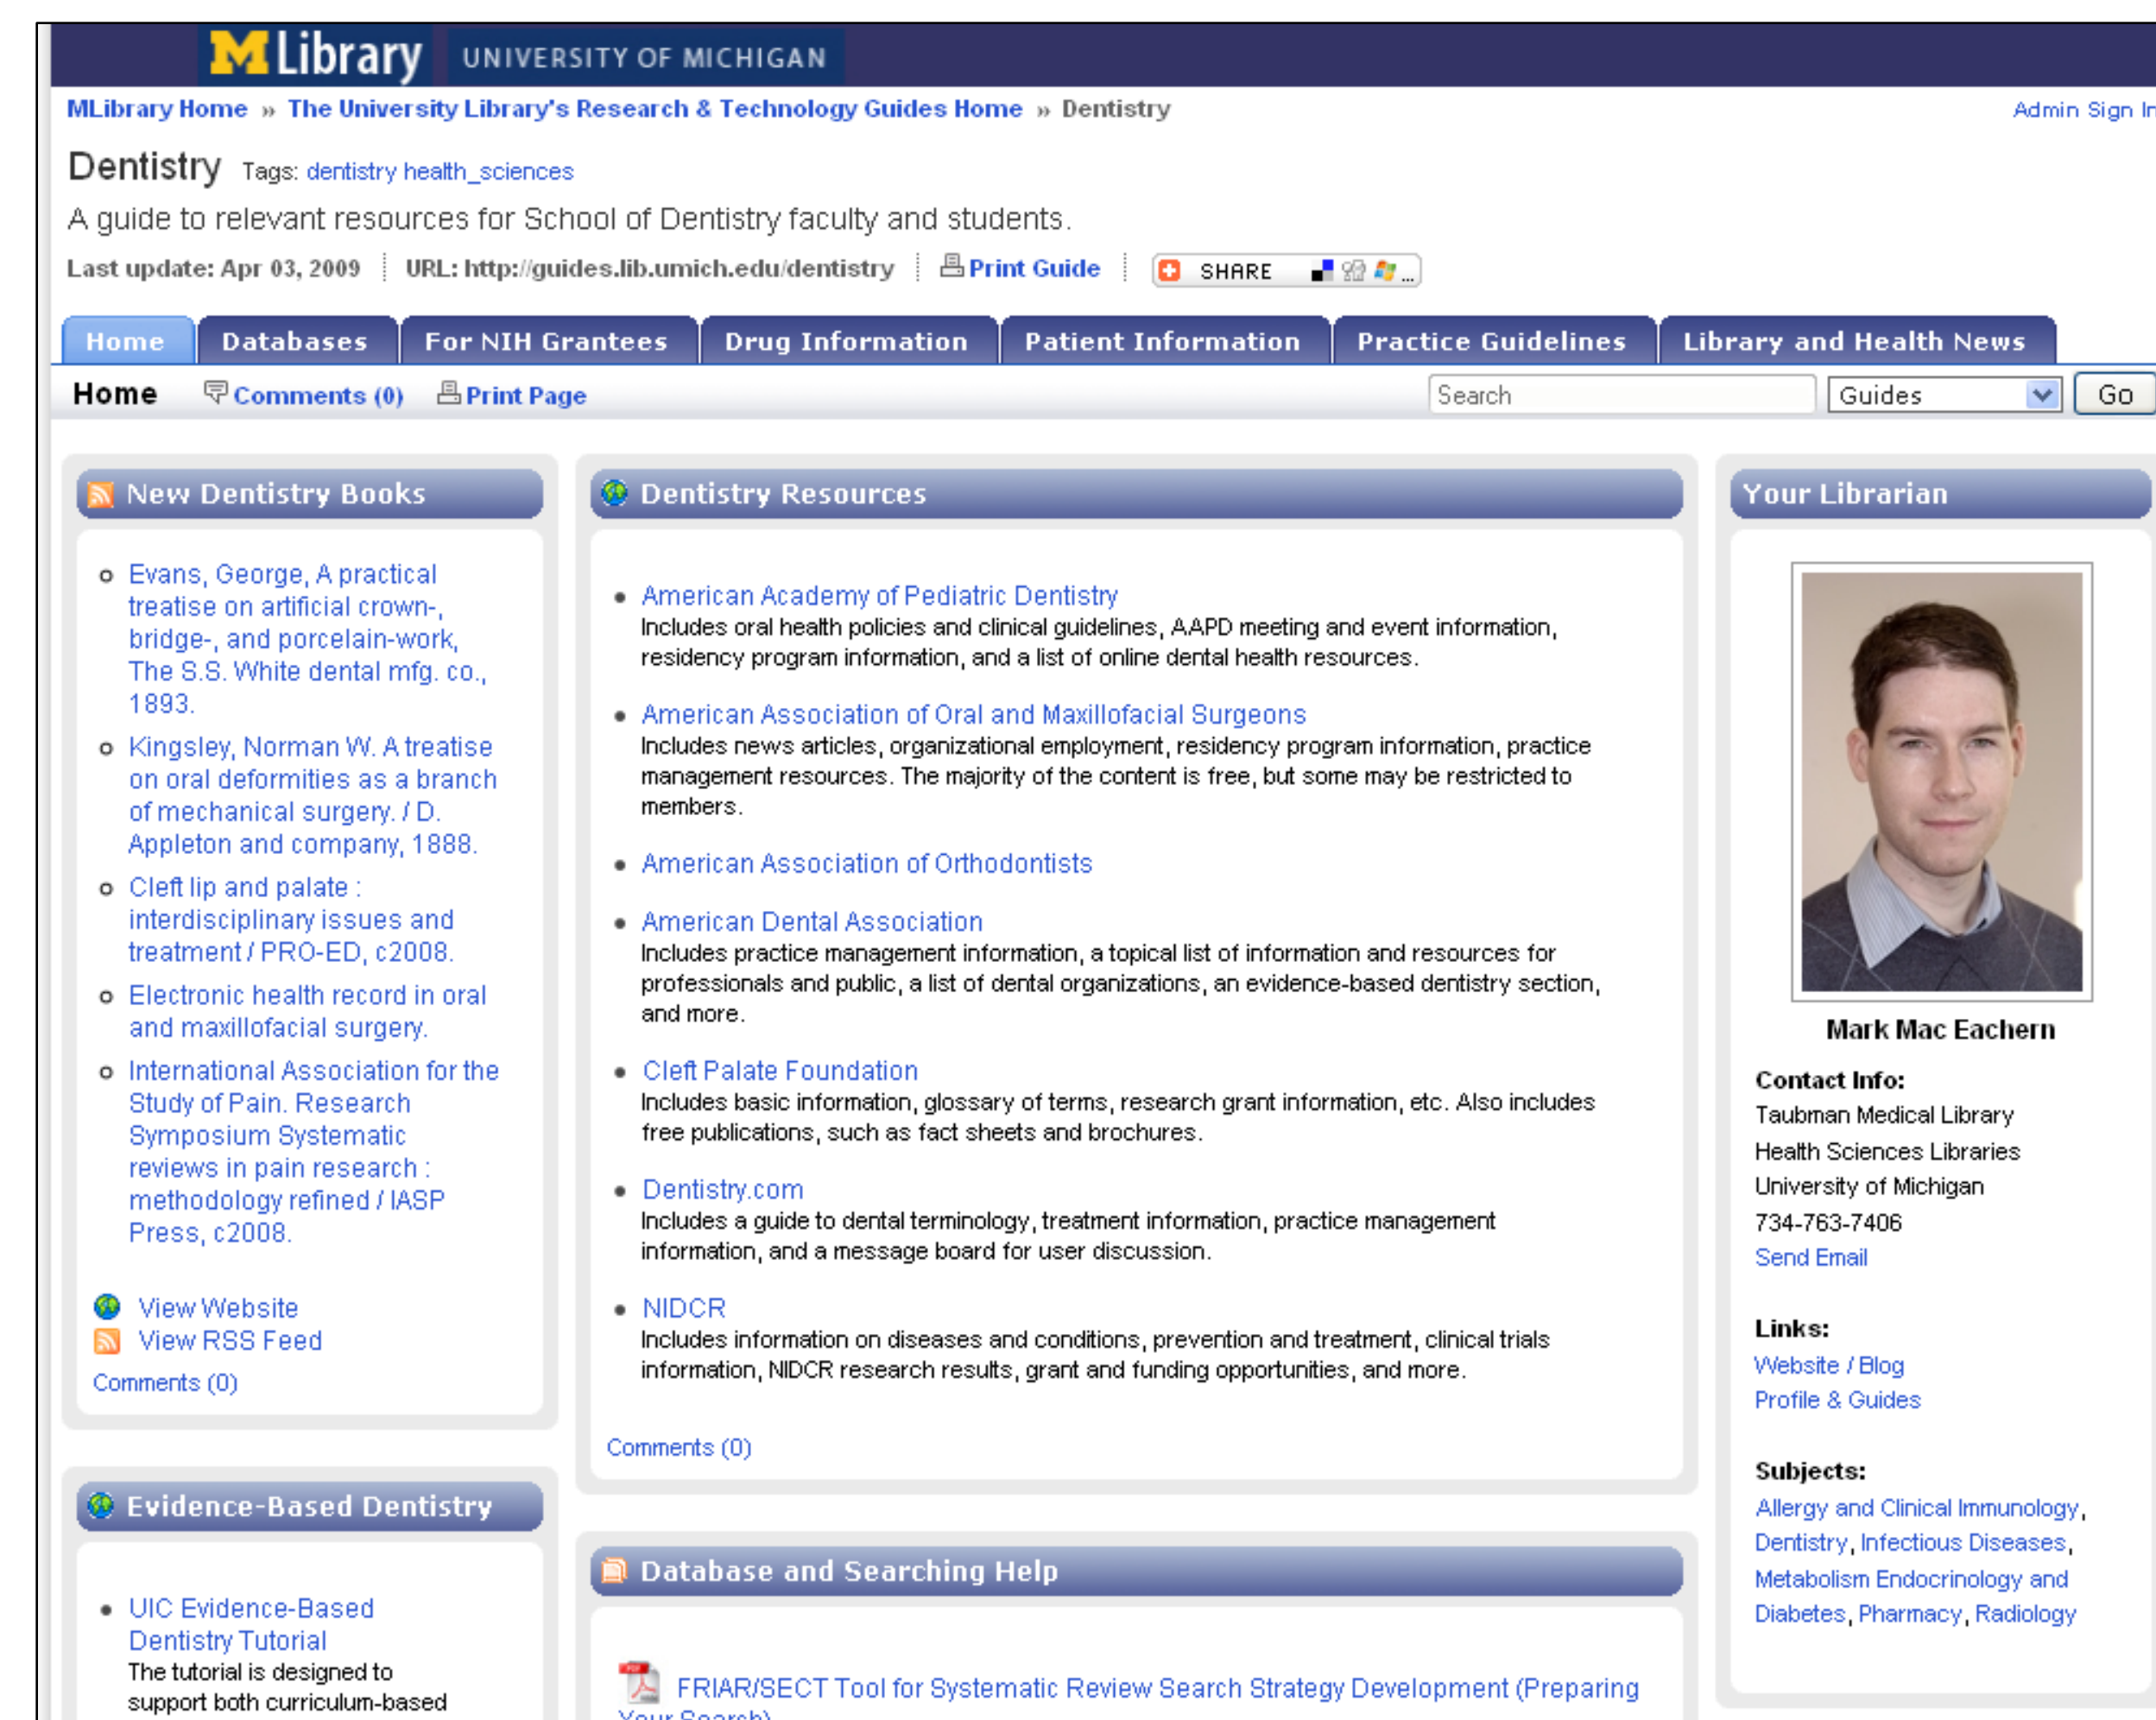 MLibrary UNIVERSITY OF MICHIGAN
MLibrary Home » The University Library's Research & Technology Guides Home » Dentistry
Admin Sign In
Dentistry Tags: dentistry health_sciences
A guide to relevant resources for School of Dentistry faculty and students.
Last update: Apr 03, 2009 URL: http://guides.lib.umich.edu/dentistry Print Guide SHARE ...
Home Databases For NIH Grantees Drug Information Patient Information Practice Guidelines Library and Health News
Home Comments (0) Print Page Search Guides Go
New Dentistry Books
Evans, George, A practical
treatise on artificial crown-,
bridge-, and porcelain-work,
The S.S. White dental mfg. co.,
1893.
Kingsley, Norman W. A treatise
on oral deformities as a branch
of mechanical surgery. / D.
Appleton and company, 1888.
Cleft lip and palate :
interdisciplinary issues and
treatment / PRO-ED, c2008.
Electronic health record in oral
and maxillofacial surgery.
International Association for the
Study of Pain. Research
Symposium Systematic
reviews in pain research :
methodology refined / IASP
Press, c2008.
View Website
View RSS Feed
Comments (0)
Evidence-Based Dentistry
UIC Evidence-Based
Dentistry Tutorial
The tutorial is designed to
support both curriculum-based
Dentistry Resources
American Academy of Pediatric Dentistry
Includes oral health policies and clinical guidelines, AAPD meeting and event information,
residency program information, and a list of online dental health resources.
American Association of Oral and Maxillofacial Surgeons
Includes news articles, organizational employment, residency program information, practice
management resources. The majority of the content is free, but some may be restricted to
members.
American Association of Orthodontists
American Dental Association
Includes practice management information, a topical list of information and resources for
professionals and public, a list of dental organizations, an evidence-based dentistry section,
and more.
Cleft Palate Foundation
Includes basic information, glossary of terms, research grant information, etc. Also includes
free publications, such as fact sheets and brochures.
Dentistry.com
Includes a guide to dental terminology, treatment information, practice management
information, and a message board for user discussion.
NIDCR
Includes information on diseases and conditions, prevention and treatment, clinical trials
information, NIDCR research results, grant and funding opportunities, and more.
Comments (0)
Database and Searching Help
FRIAR/SECT Tool for Systematic Review Search Strategy Development (Preparing
Your Search)
Your Librarian
Mark Mac Eachern
Contact Info:
Taubman Medical Library
Health Sciences Libraries
University of Michigan
734-763-7406
Send Email
Links:
Website / Blog
Profile & Guides
Subjects:
Allergy and Clinical Immunology,
Dentistry, Infectious Diseases,
Metabolism Endocrinology and
Diabetes, Pharmacy, Radiology